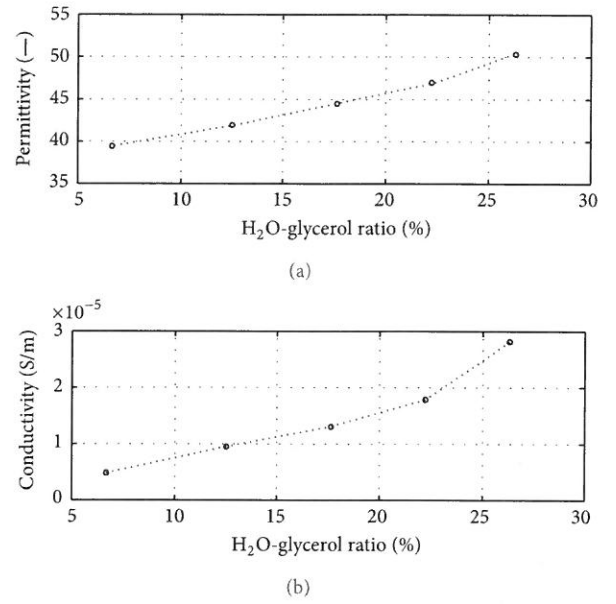 55
50
45
40
35
Permittivity (—)
5 10 15 20 25 30
H₂O-glycerol ratio (%)
(a)
×10⁻⁵
3
2
1
0
Conductivity (S/m)
5 10 15 20 25 30
H₂O-glycerol ratio (%)
(b)